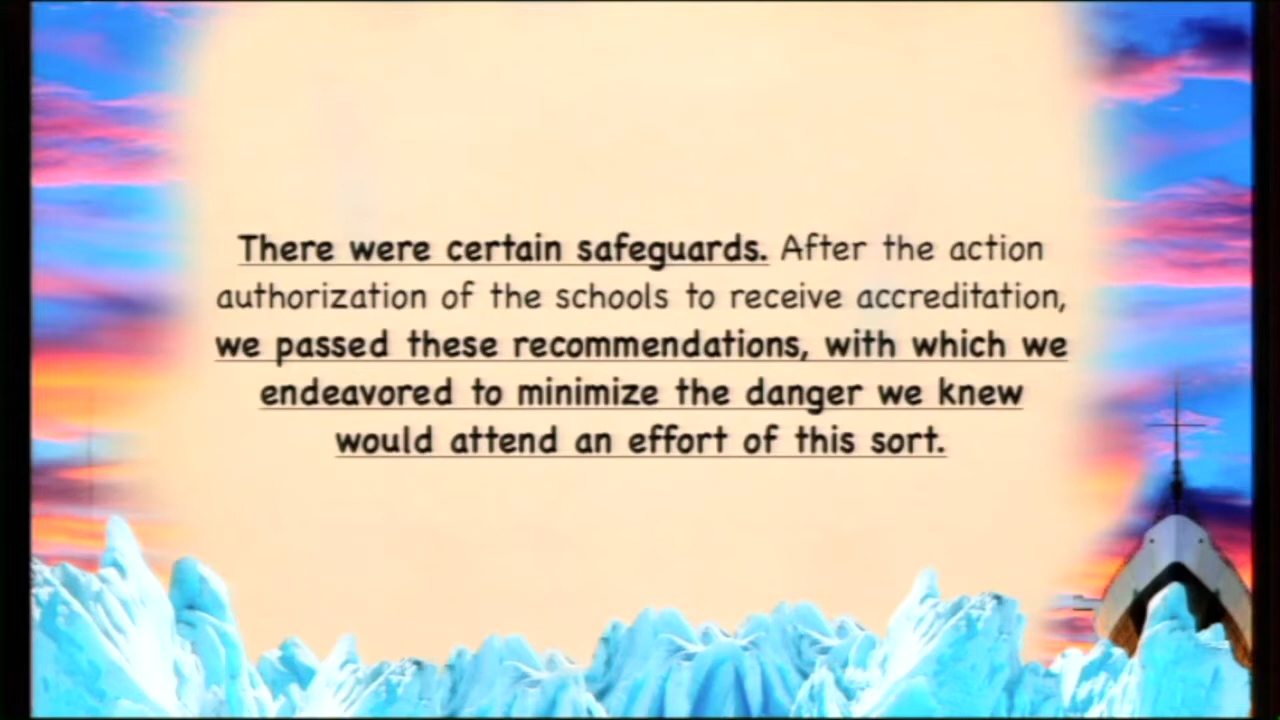 There were certain safeguards. After the action
authorization of the schools to receive accreditation,
we passed these recommendations, with which we
endeavored to minimize the danger we knew
would attend an effort of this sort.